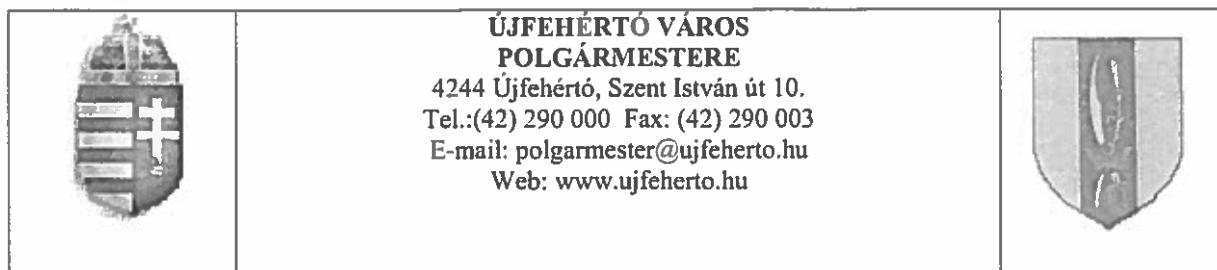 ÚJFEHÉRTÓ VÁROS
POLGÁRMESTERE
4244 Újfehértó, Szent István út 10.
Tel.:(42) 290 000 Fax: (42) 290 003
E-mail: polgarmester@ujfeherto.hu
Web: www.ujfeherto.hu